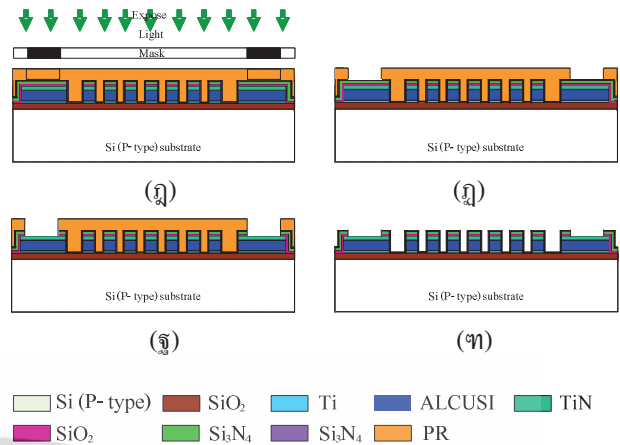 Expose
Light
Mask
Si (P- type) substrate
Si (P- type) substrate
(ฎ)
(ฏ)
Si (P- type) substrate
Si (P- type) substrate
(ฐ)
(ฑ)
Si (P- type) SiO₂ Ti ALCUSI TiN
SiO₂ Si₃N₄ Si₃N₄ PR